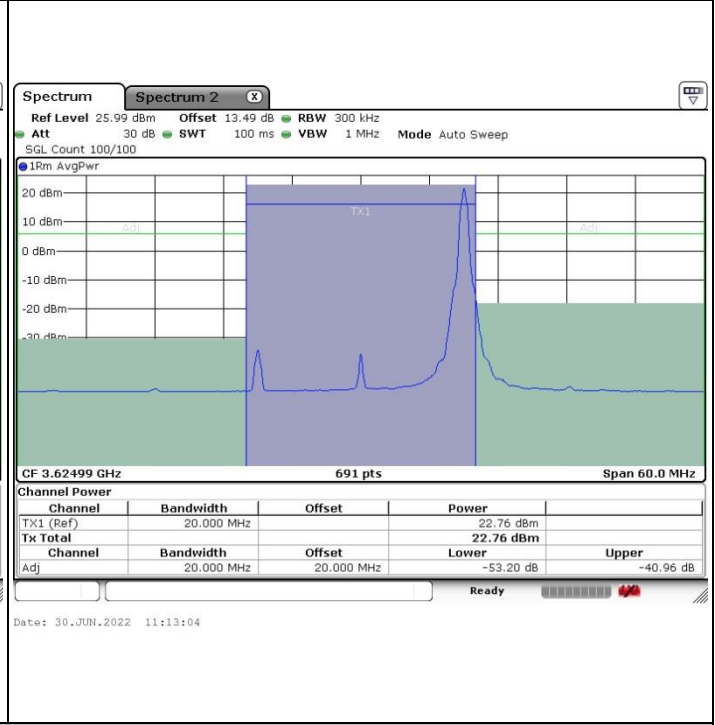 Spectrum Spectrum 2 X
Ref Level 25.99 dBm Offset 13.49 dB RBW 300 kHz
Att 30 dB SWT 100 ms VBW 1 MHz Mode Auto Sweep
SGL Count 100/100
1Rm AvgPwr
20 dBm
TX1
10 dBm
Adj Adj
0 dBm
-10 dBm
-20 dBm
-30 dBm
CF 3.62499 GHz 691 pts Span 60.0 MHz
Channel Power
Channel Bandwidth Offset Power
TX1 (Ref) 20.000 MHz 22.76 dBm
Tx Total 22.76 dBm
Channel Bandwidth Offset Lower Upper
Adj 20.000 MHz 20.000 MHz -53.20 dB -40.96 dB
Ready
Date: 30.JUN.2022 11:13:04